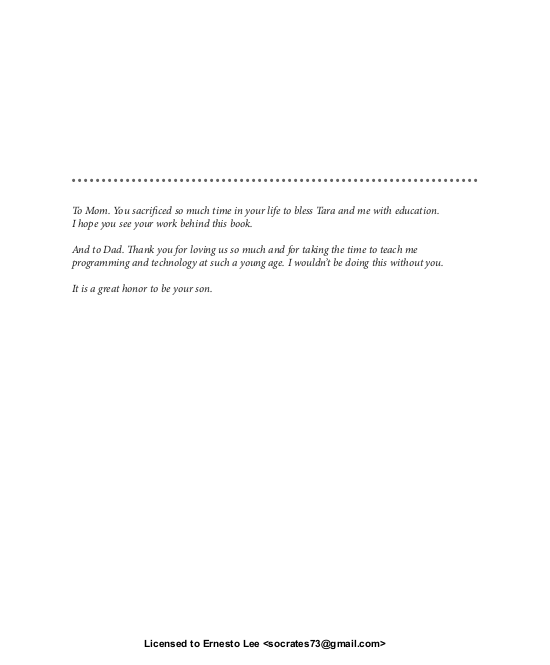 To Mom. You sacrificed so much time in your life to bless Tara and me with education.
I hope you see your work behind this book.
And to Dad. Thank you for loving us so much and for taking the time to teach me
programming and technology at such a young age. I wouldn't be doing this without you.
It is a great honor to be your son.
Licensed to Ernesto Lee <socrates73@gmail.com>